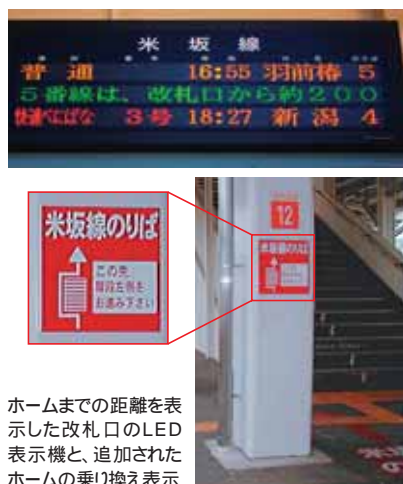 米坂線
普通 16:55 羽前椿 5
5番線は、改札口から約200
快速べにばな 3号 18:27 新潟 4
米坂線のりば
この先
階段左側を
お進み下さい
12
米坂線のりば
ホームまでの距離を表
示した改札口のLED
表示機と、追加された
ホームの乗り換え表示